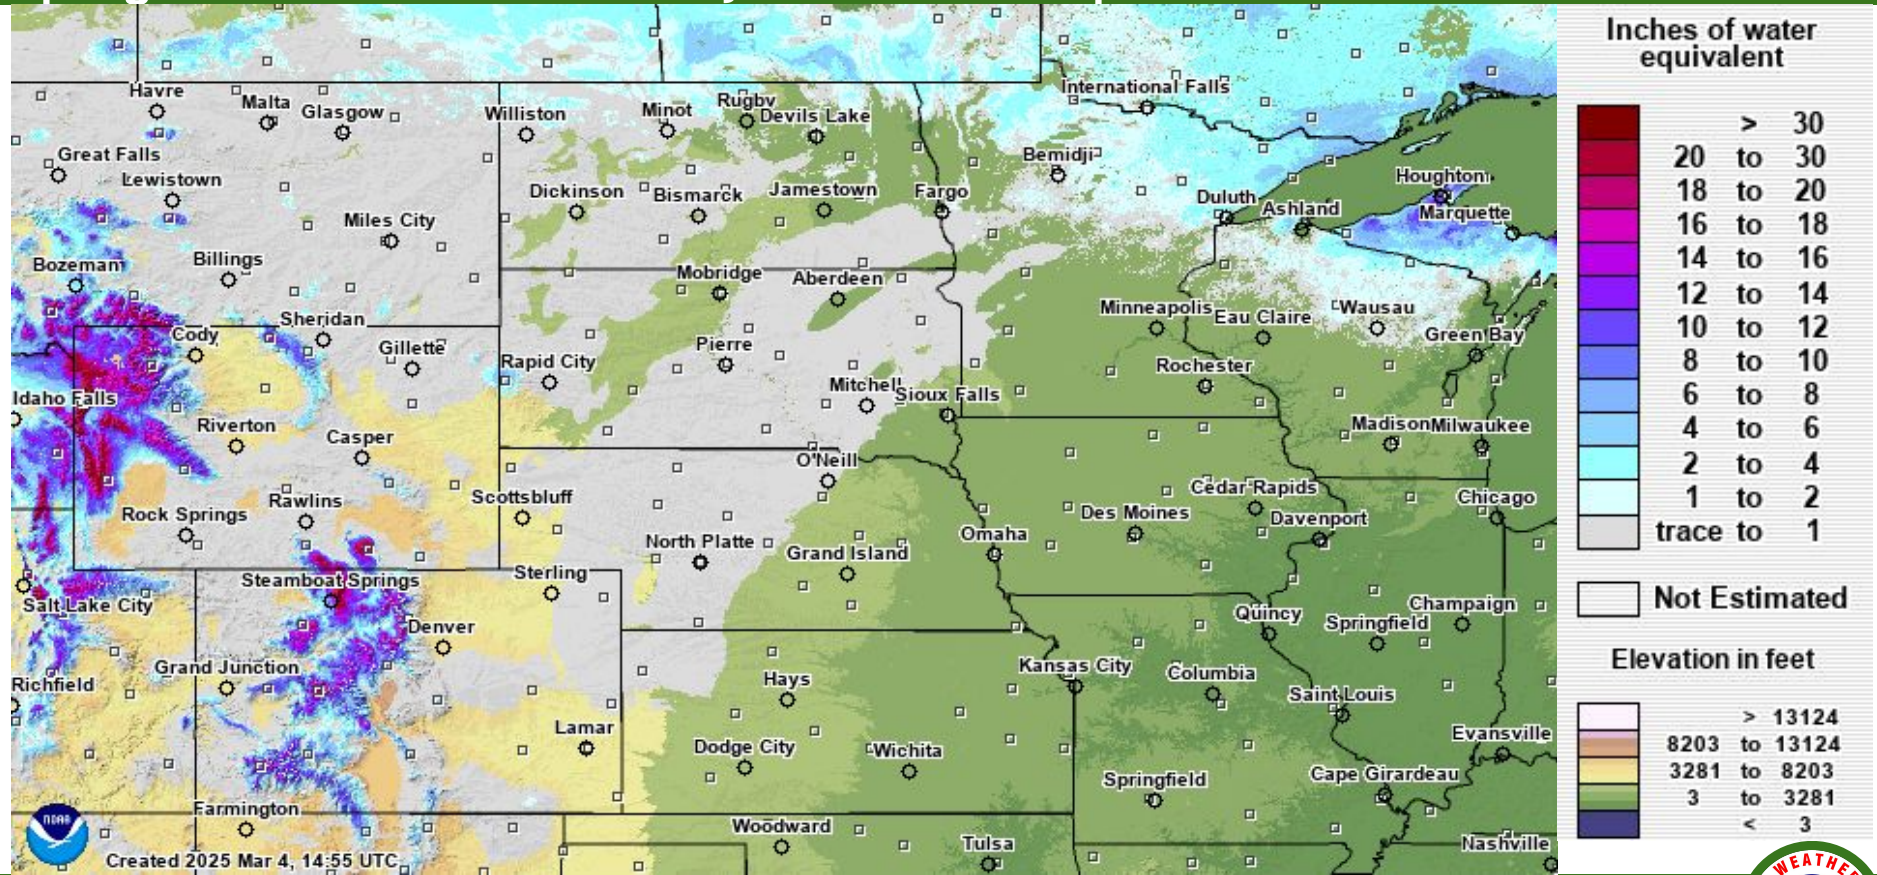 Havre
Malta
Glasgow
Williston
Minot
Rugby
Devils Lake
International Falls
Great Falls
Lewistown
Miles City
Dickinson
Bismarck
Jamestown
Fargo
Bemidji
Duluth
Ashland
Houghton
Marquette
Bozeman
Billings
Mobridge
Aberdeen
Minneapolis
Eau Claire
Wausau
Green Bay
Cody
Sheridan
Gillette
Rapid City
Pierre
Rochester
Idaho Falls
Mitchell
Sioux Falls
Riverton
Casper
Madison
Milwaukee
O'Neill
Rock Springs
Rawlins
Scottsbluff
Cedar Rapids
Des Moines
Davenport
Chicago
North Platte
Grand Island
Omaha
Steamboat Springs
Sterling
Salt Lake City
Denver
Quincy
Springfield
Champaign
Grand Junction
Richfield
Hays
Kansas City
Columbia
Saint Louis
Lamar
Dodge City
Wichita
Evansville
Springfield
Cape Girardeau
Farmington
Woodward
Tulsa
Nashville
NOAA
Created 2025 Mar 4, 14:55 UTC
Inches of water
equivalent
> 30
20 to 30
18 to 20
16 to 18
14 to 16
12 to 14
10 to 12
8 to 10
6 to 8
4 to 6
2 to 4
1 to 2
trace to 1
Not Estimated
Elevation in feet
> 13124
8203 to 13124
3281 to 8203
3 to 3281
< 3
WEATHER